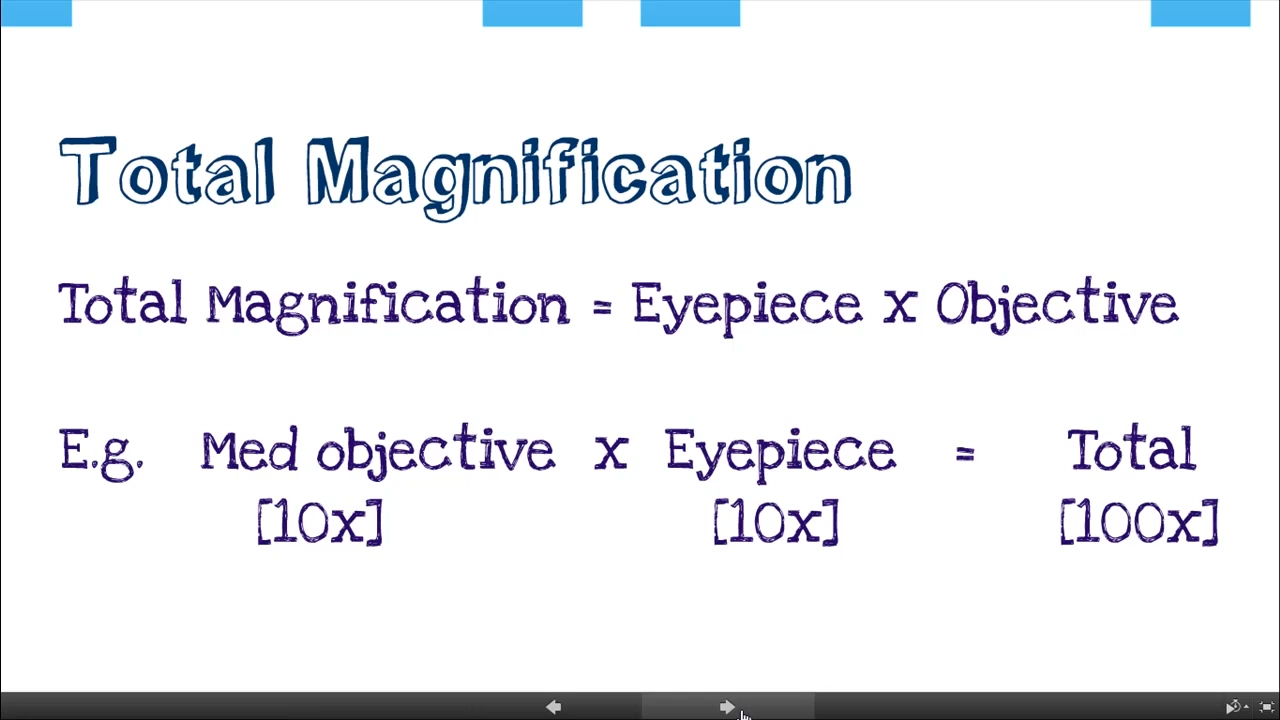 Total Magnification
Total Magnification = Eyepiece x Objective
E.g. Med objective x Eyepiece = Total
[10x] [10x] [100x]